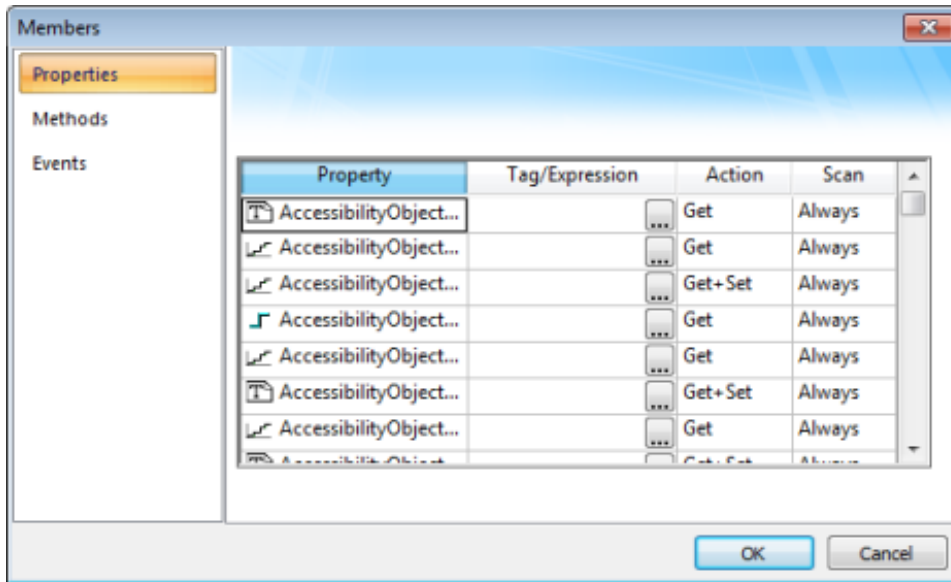 Members
Properties
Methods
Events
Property Tag/Expression Action Scan
AccessibilityObject... ... Get Always
AccessibilityObject... ... Get Always
AccessibilityObject... ... Get+Set Always
AccessibilityObject... ... Get Always
AccessibilityObject... ... Get Always
AccessibilityObject... ... Get+Set Always
AccessibilityObject... ... Get Always
OK Cancel